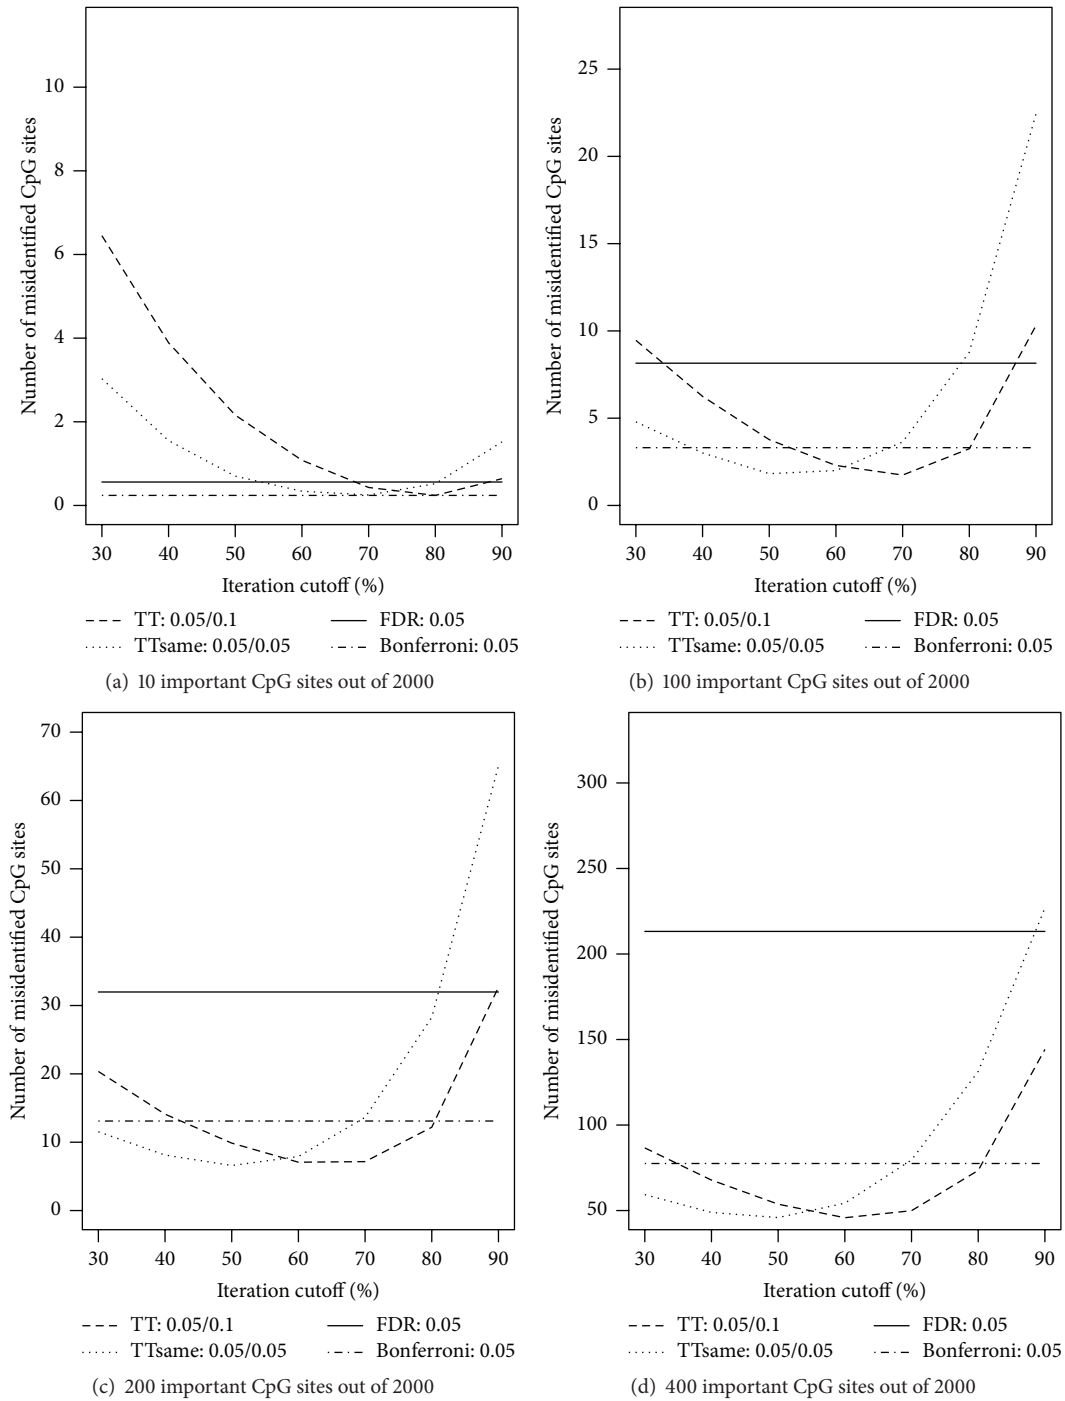 Number of misidentified CpG sites
10
8
6
4
2
0
30 40 50 60 70 80 90
Iteration cutoff (%)
TT: 0.05/0.1 FDR: 0.05
TTsame: 0.05/0.05 Bonferroni: 0.05
(a) 10 important CpG sites out of 2000
Number of misidentified CpG sites
25
20
15
10
5
0
30 40 50 60 70 80 90
Iteration cutoff (%)
TT: 0.05/0.1 FDR: 0.05
TTsame: 0.05/0.05 Bonferroni: 0.05
(b) 100 important CpG sites out of 2000
Number of misidentified CpG sites
70
60
50
40
30
20
10
0
30 40 50 60 70 80 90
Iteration cutoff (%)
TT: 0.05/0.1 FDR: 0.05
TTsame: 0.05/0.05 Bonferroni: 0.05
(c) 200 important CpG sites out of 2000
Number of misidentified CpG sites
300
250
200
150
100
50
30 40 50 60 70 80 90
Iteration cutoff (%)
TT: 0.05/0.1 FDR: 0.05
TTsame: 0.05/0.05 Bonferroni: 0.05
(d) 400 important CpG sites out of 2000